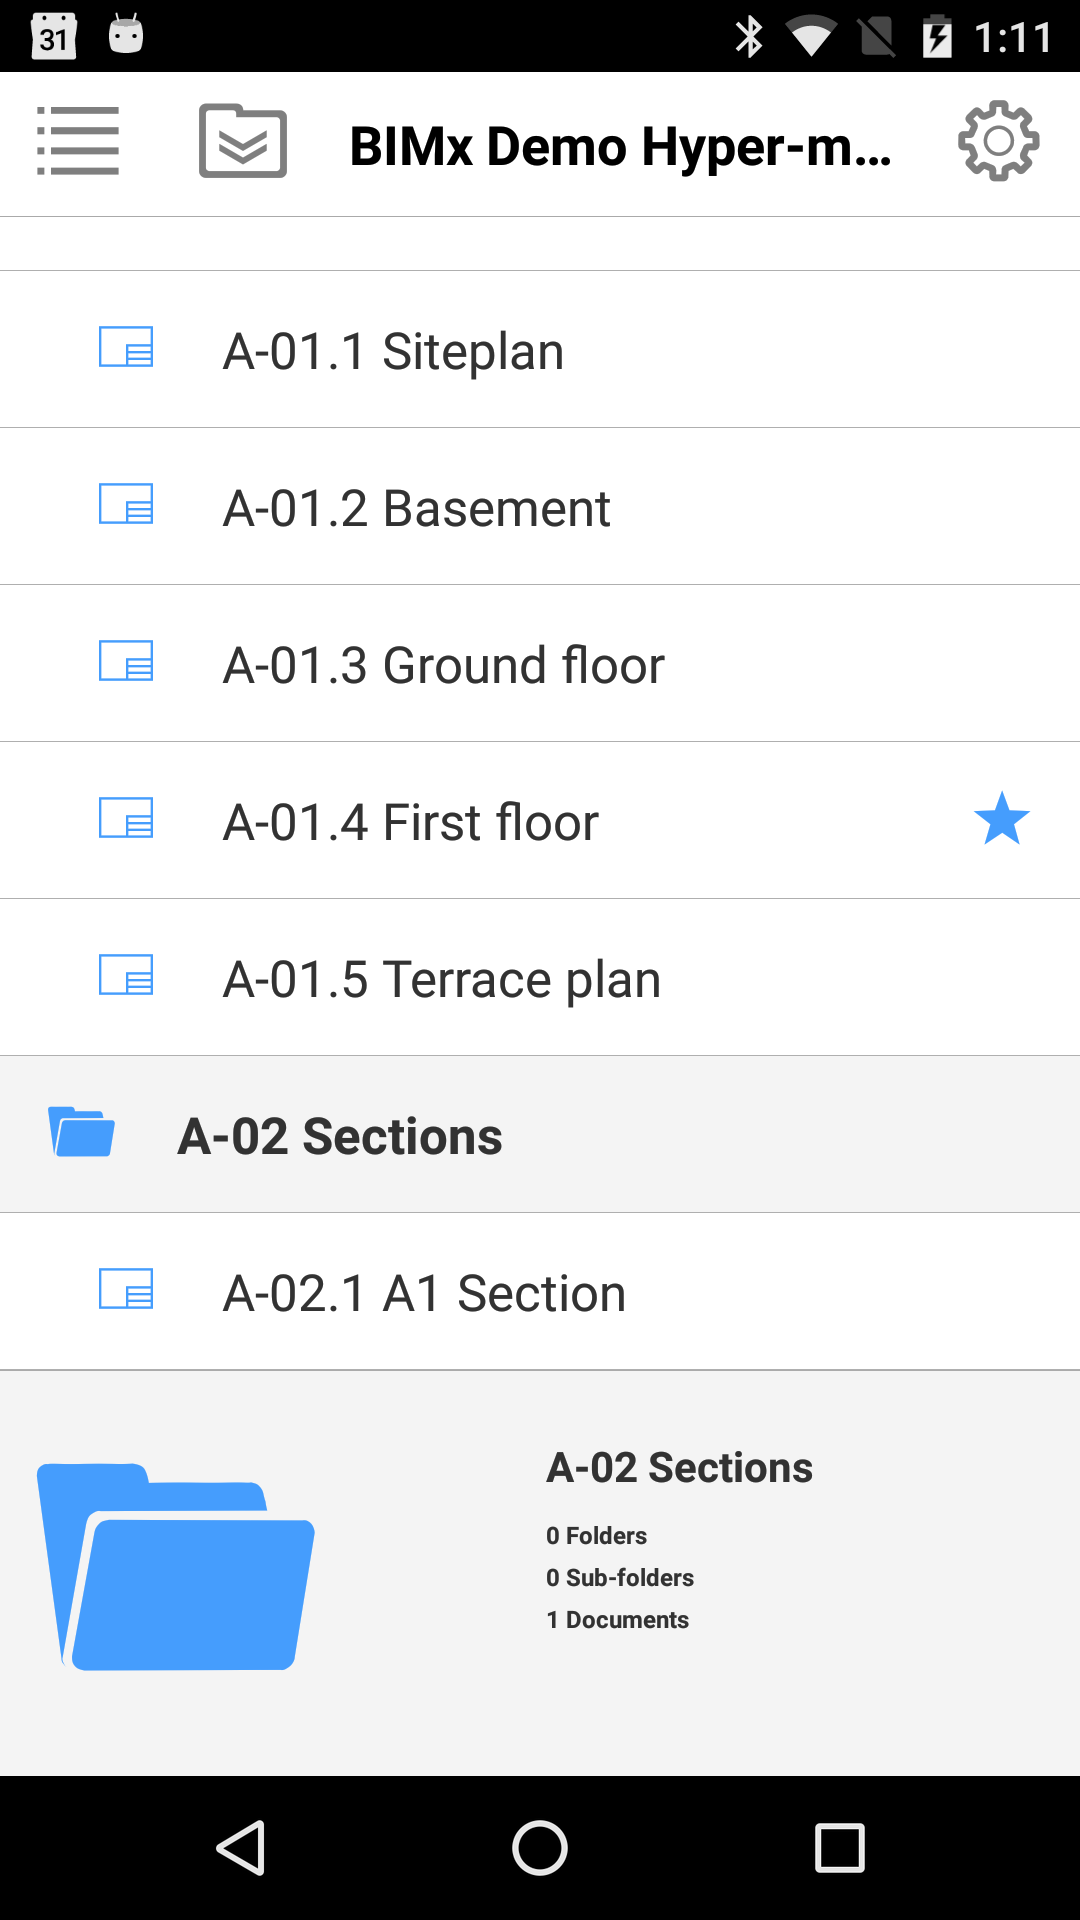 31
1:11
BIMx Demo Hyper-m...
A-01.1 Siteplan
A-01.2 Basement
A-01.3 Ground floor
A-01.4 First floor
A-01.5 Terrace plan
A-02 Sections
A-02.1 A1 Section
A-02 Sections
0 Folders
0 Sub-folders
1 Documents